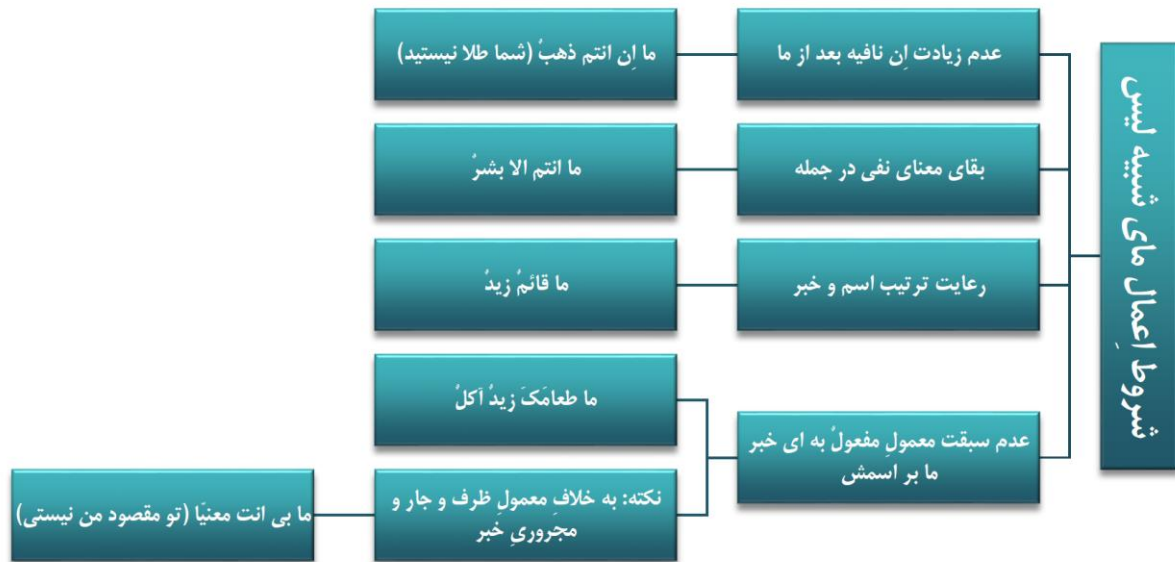 شروطِ اِعمال مای شبیه لیس
عدم زیادت اِن نافیه بعد از ما
ما اِن انتم ذهبٌ (شما طلا نیستید)
بقای معنای نفی در جمله
ما انتم الا بشرٌ
رعایت ترتیب اسم و خبر
ما قائمٌ زیدٌ
عدم سبقت معمولِ مفعولٌ به ای خبر
ما بر اسمش
ما طعامَکَ زیدٌ آکلٌ
نکته: به خلافِ معمولِ ظرف و جار و
مجروریِ خبر
ما بی انت معنیّا (تو مقصود من نیستی)